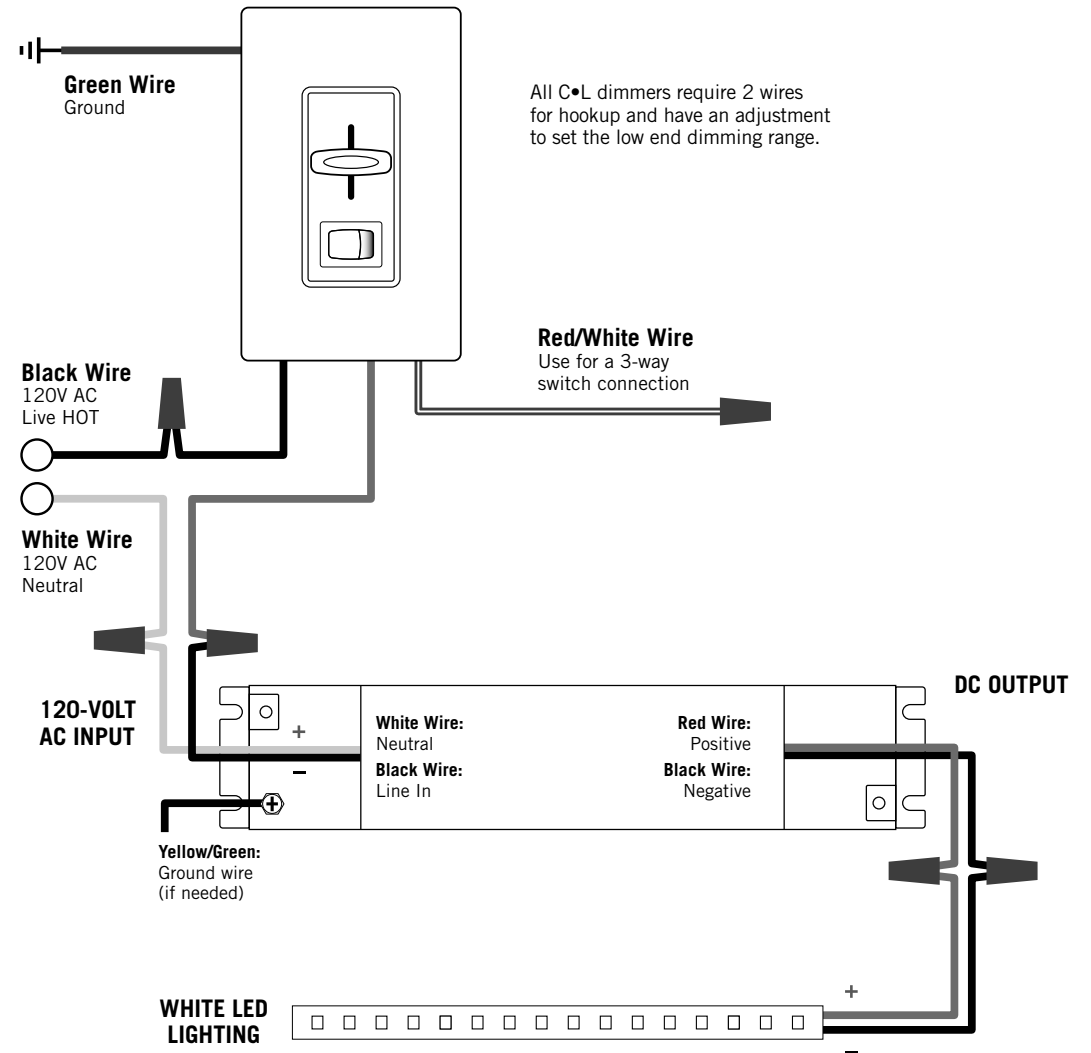 Green Wire
Ground
All C•L dimmers require 2 wires
for hookup and have an adjustment
to set the low end dimming range.
Red/White Wire
Use for a 3-way
switch connection
Black Wire
120V AC
Live HOT
White Wire
120V AC
Neutral
120-VOLT
AC INPUT
+
–
White Wire:
Neutral
Black Wire:
Line In
Red Wire:
Positive
Black Wire:
Negative
DC OUTPUT
Yellow/Green:
Ground wire
(if needed)
WHITE LED
LIGHTING
+
–